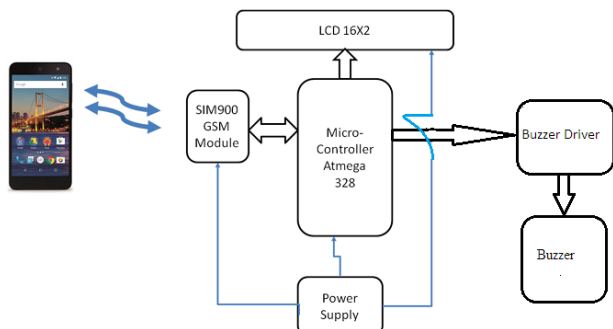 LCD 16X2
SIM900
GSM
Module
Micro-
Controller
Atmega
328
Buzzer Driver
Buzzer
.
Power
Supply